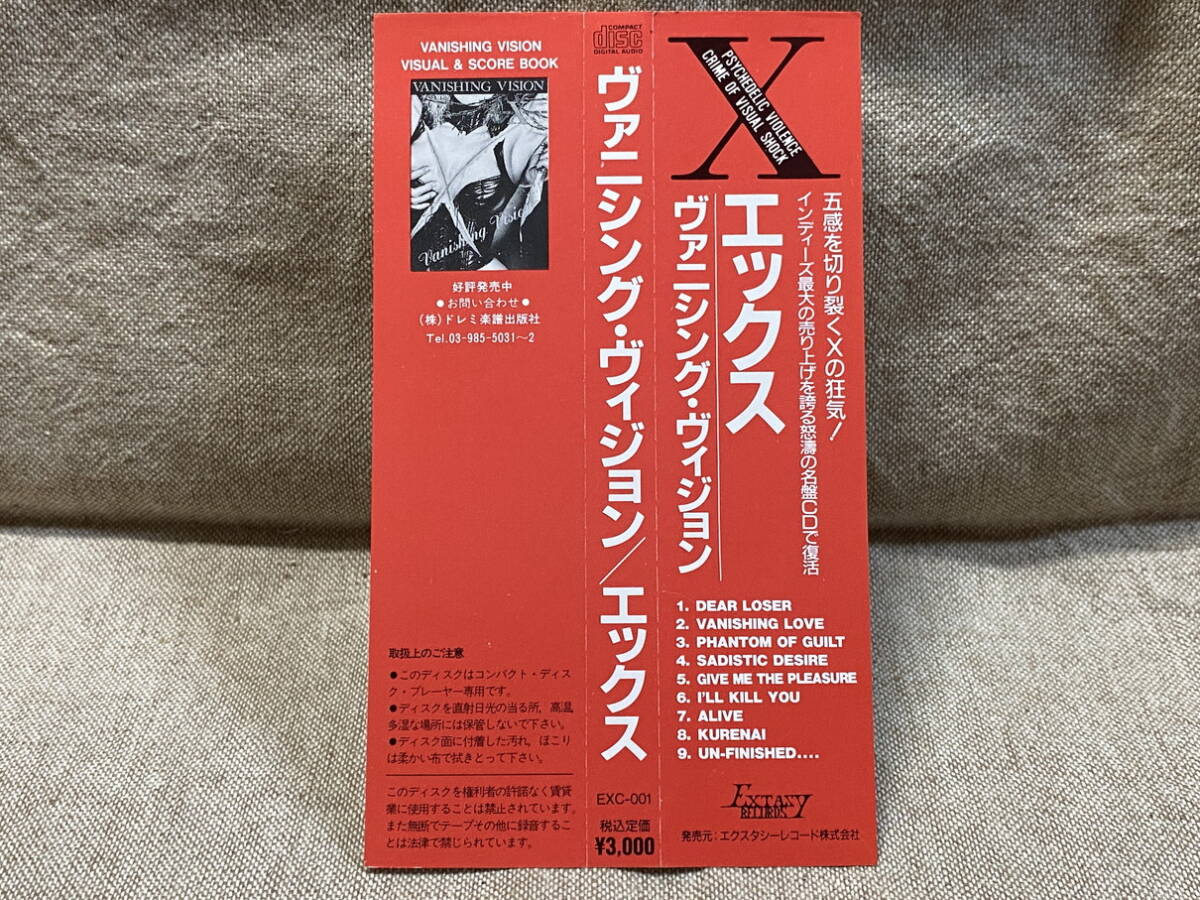 VANISHING VISION
VISUAL & SCORE BOOK
VANISHING VISION
Vanishing Vision
好評発売中
●お問い合わせ●
(株)ドレミ楽譜出版社
Tel.03-985-5031〜2
取扱上のご注意
●このディスクはコンパクト・ディス
ク・プレーヤー専用です。
●ディスクを直射日光の当る所，高温，
多湿な場所には保管しないで下さい。
●ディスク面に付着した汚れ，ほこり
は柔かい布で拭きとって下さい。
このディスクを権利者の許諾なく賃貸
業に使用することは禁止されています。
また無断でテープその他に録音するこ
とは法律で禁じられています。
COMPACT
disc
DIGITAL AUDIO
ヴァニシング・ヴィジョン／エックス
EXC-001
税込定価
¥3,000
X
PSYCHEDELIC VIOLENCE
CRIME OF VISUAL SHOCK
五感を切り裂くXの狂気！
インディーズ最大の売り上げを誇る怒濤の名盤CDで復活
エックス
ヴァニシング・ヴィジョン
1. DEAR LOSER
2. VANISHING LOVE
3. PHANTOM OF GUILT
4. SADISTIC DESIRE
5. GIVE ME THE PLEASURE
6. I'LL KILL YOU
7. ALIVE
8. KURENAI
9. UN-FINISHED....
EXTASY
RECORDS
発売元：エクスタシーレコード株式会社